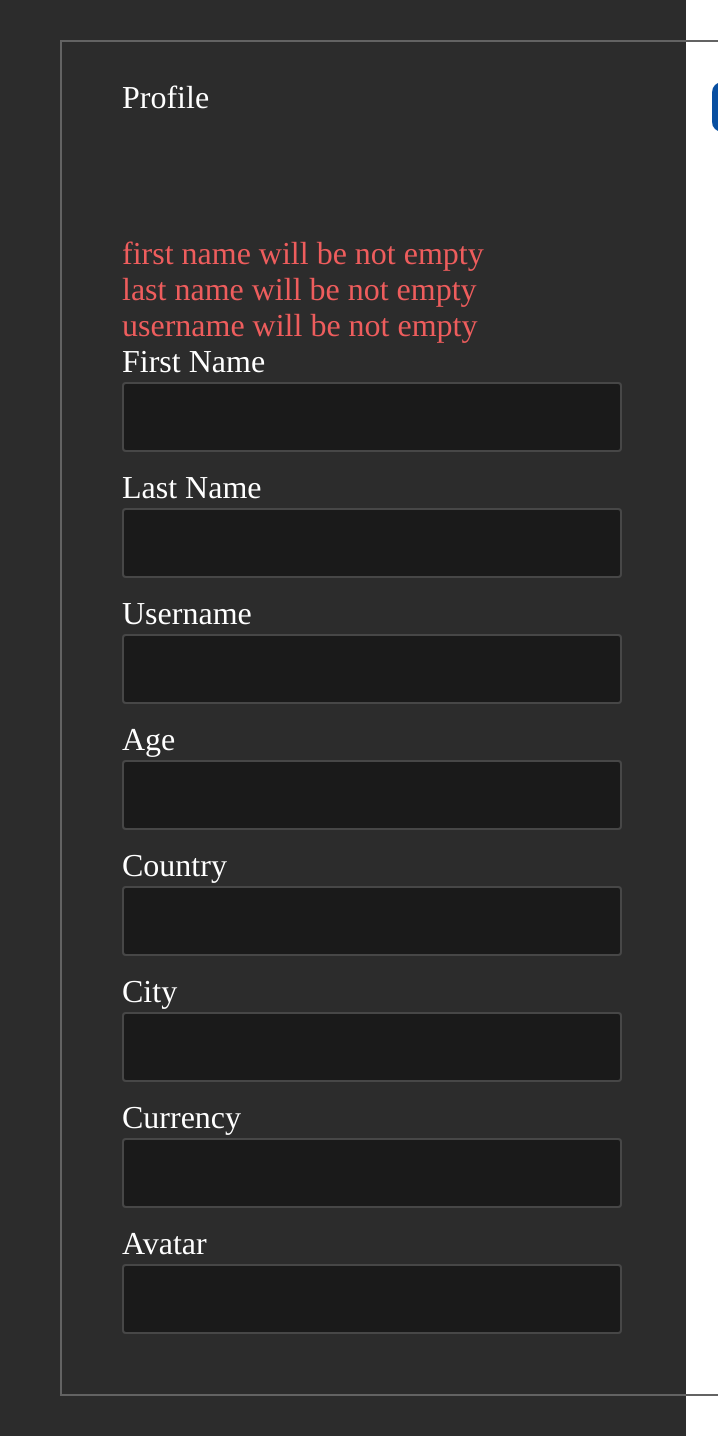 Profile
first name will be not empty
last name will be not empty
username will be not empty
First Name
Last Name
Username
Age
Country
City
Currency
Avatar